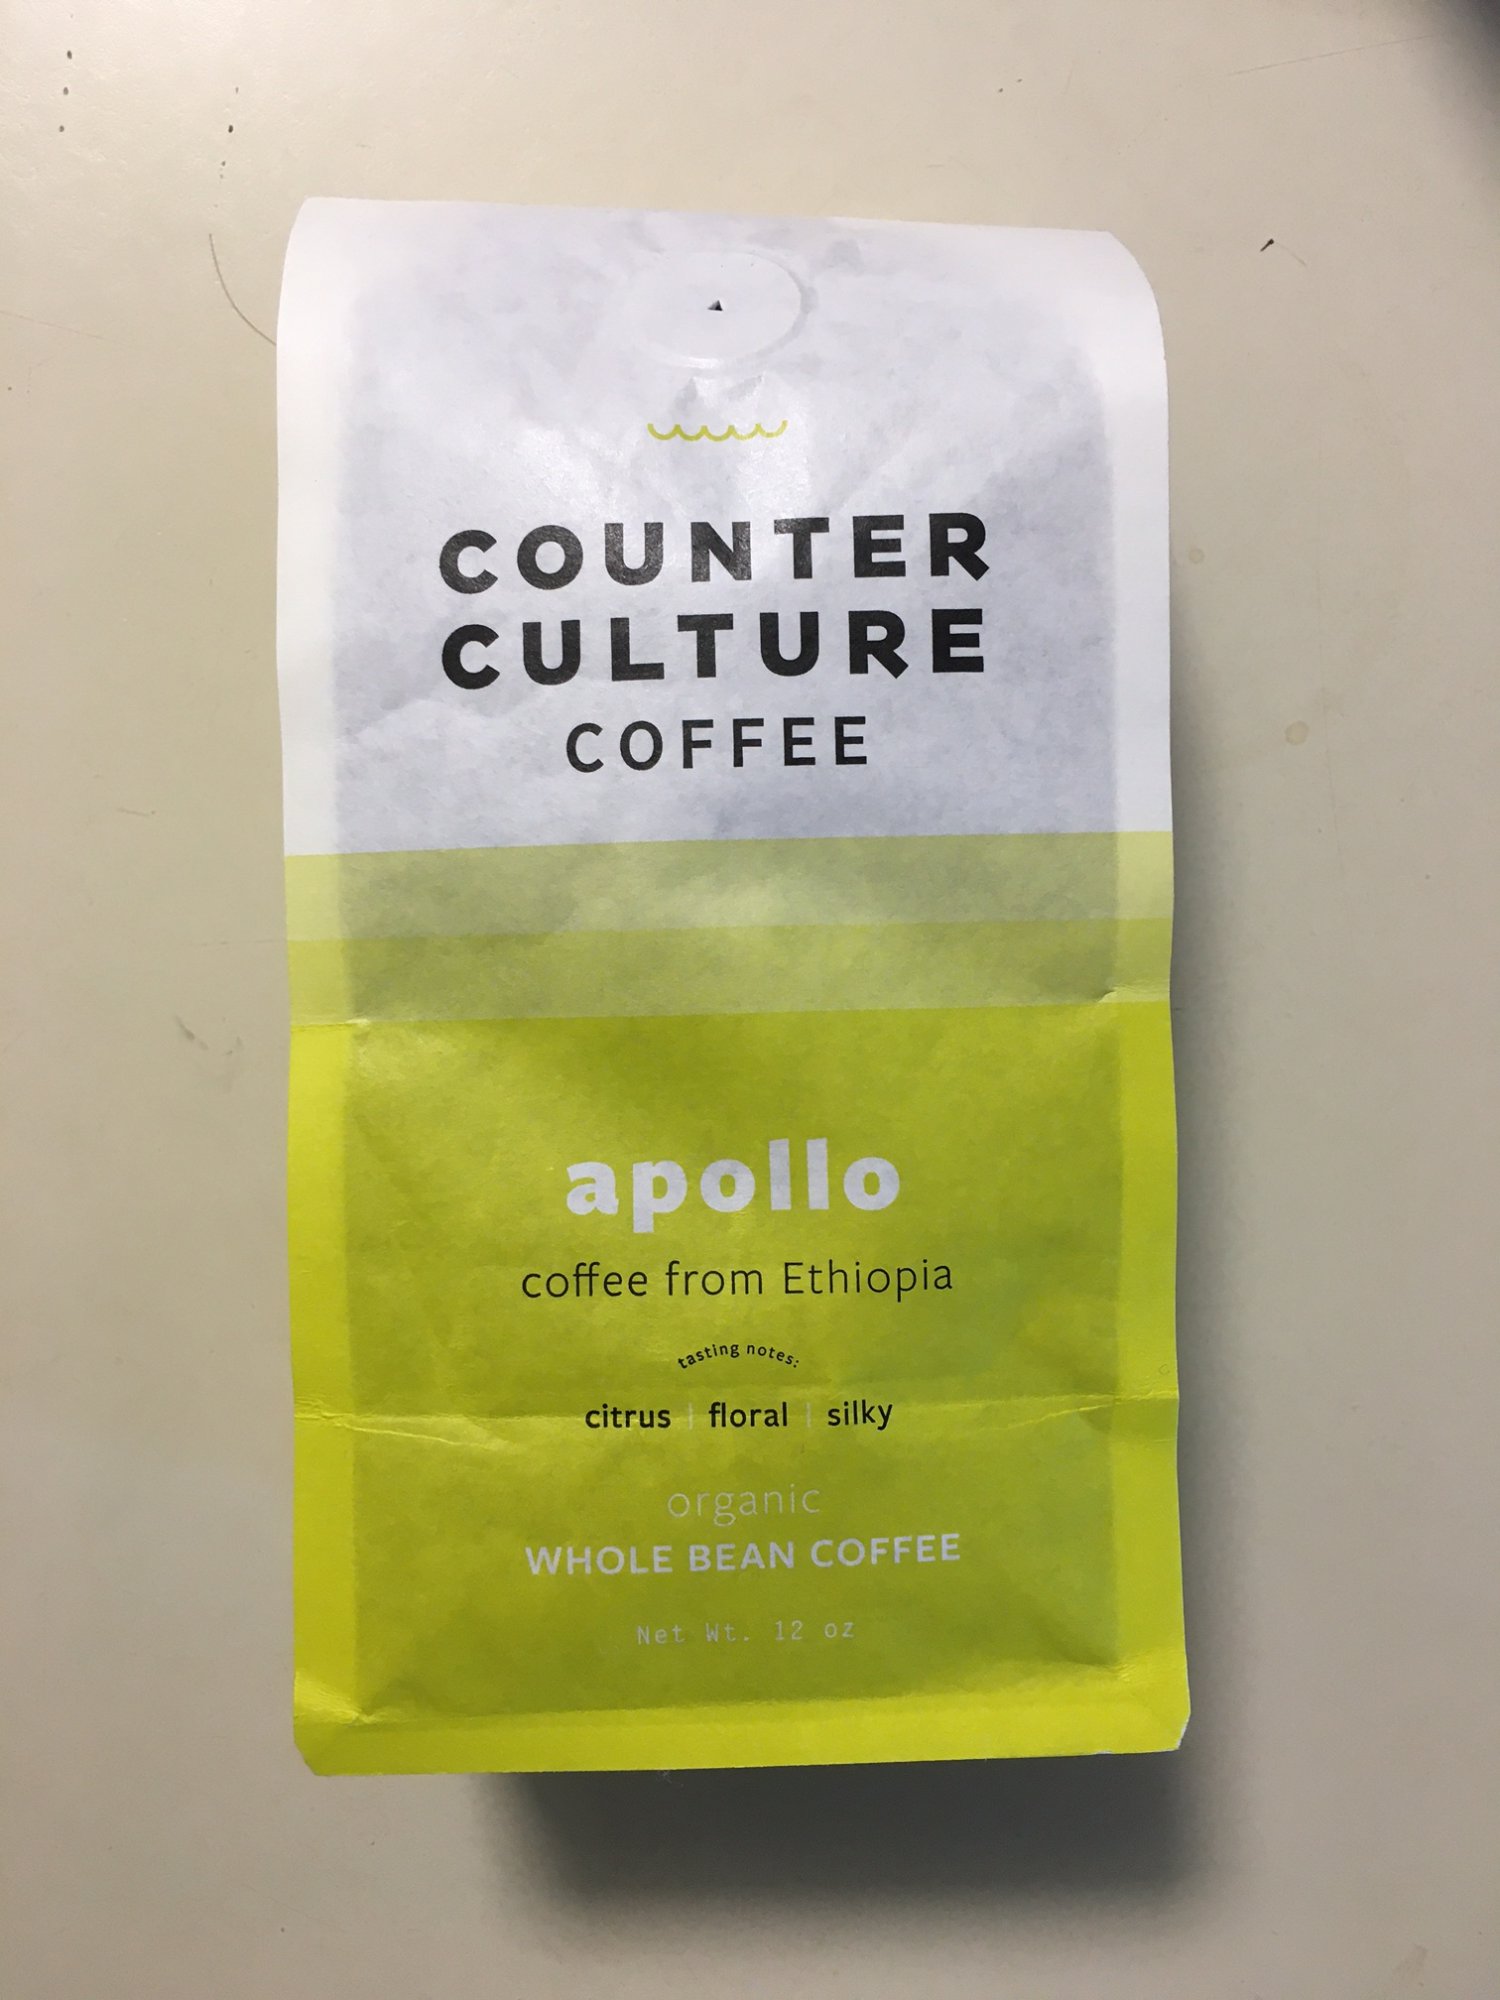 COUNTER
CULTURE
COFFEE
apollo
coffee from Ethiopia
tasting notes:
citrus | floral | silky
organic
WHOLE BEAN COFFEE
Net Wt. 12 oz